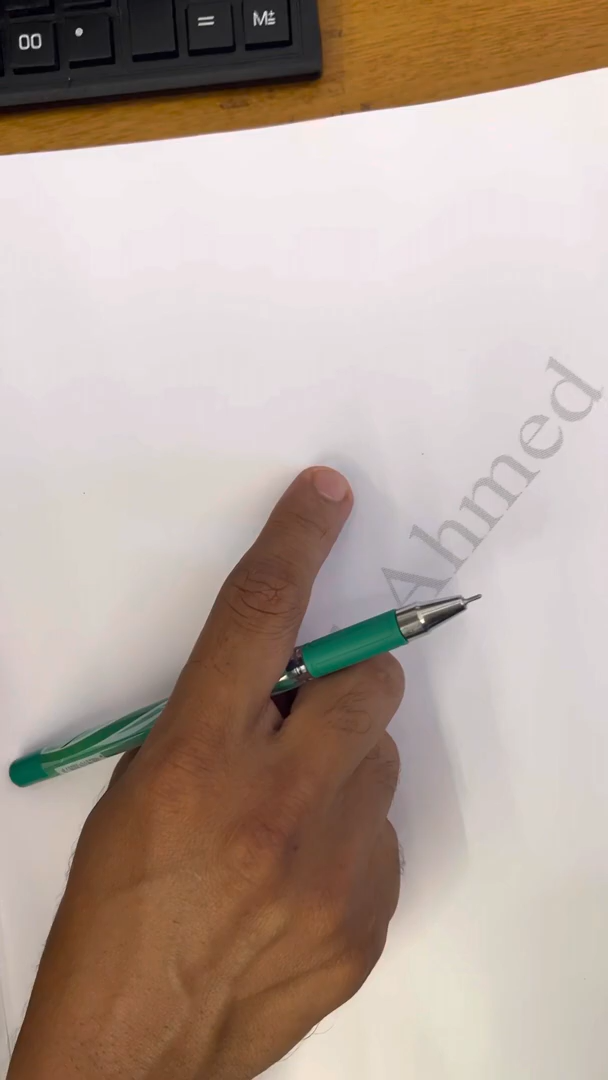 00 . = M±
Ahmed